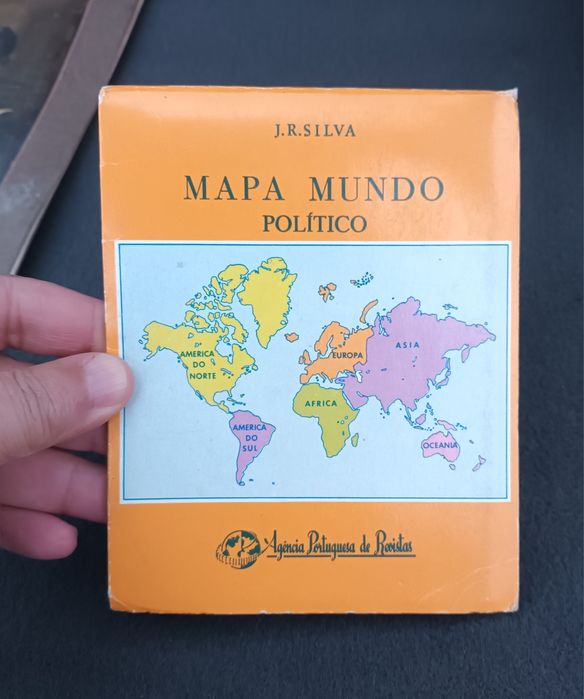 J.R.SILVA
MAPA MUNDO
POLÍTICO
AMERICA
DO
NORTE
EUROPA
ASIA
AFRICA
AMERICA
DO
SUL
OCEANIA
Agência Portuguesa de Revistas